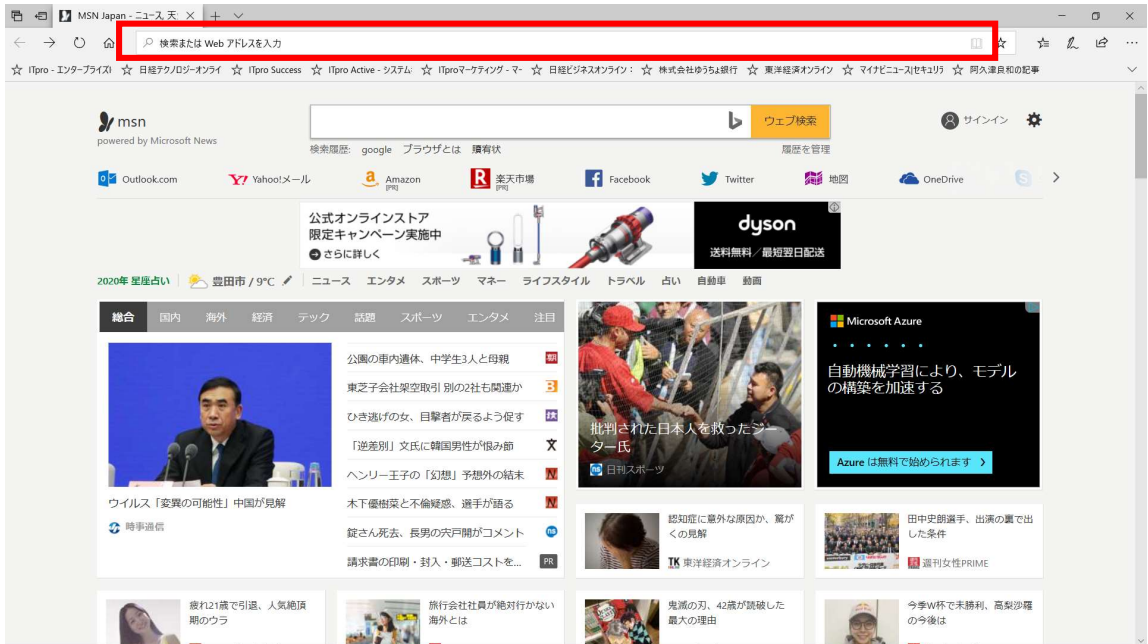 MSN Japan - ニュース, 天
検索または Web アドレスを入力
ITpro - エンタープライズI
日経テクノロジーオンライ
ITpro Success
ITpro Active - システム
ITproマーケティング - マ-
日経ビジネスオンライン :
株式会社ゆうちょ銀行
東洋経済オンライン
マイナビニュース|セキュリテ
阿久津良和の記事
msn
powered by Microsoft News
ウェブ検索
サインイン
検索履歴: google ブラウザとは 贖宥状
履歴を管理
Outlook.com
Yahoo!メール
Amazon
[PR]
楽天市場
[PR]
Facebook
Twitter
地図
OneDrive
公式オンラインストア
限定キャンペーン実施中
さらに詳しく
dyson
送料無料/最短翌日配送
2020年 星座占い
豊田市 / 9°C
ニュース エンタメ スポーツ マネー ライフスタイル トラベル 占い 自動車 動画
総合 国内 海外 経済 テック 話題 スポーツ エンタメ 注目
ウイルス「変異の可能性」中国が見解
時事通信
公園の車内遺体、中学生3人と母親
東芝子会社架空取引 別の2社も関連か
ひき逃げの女、目撃者が戻るよう促す
「逆差別」文氏に韓国男性が恨み節
ヘンリー王子の「幻想」予想外の結末
木下優樹菜と不倫疑惑、選手が語る
錠さん死去、長男の宍戸開がコメント
請求書の印刷・封入・郵送コストを...
PR
批判された日本人を救ったジー
ター氏
日刊スポーツ
Microsoft Azure
自動機械学習により、モデル
の構築を加速する
Azure は無料で始められます
認知症に意外な原因か、驚が
くの見解
東洋経済オンライン
田中史朗選手、出演の裏で出
した条件
週刊女性PRIME
疲れ21歳で引退、人気絶頂
期のウラ
旅行会社社員が絶対行かない
海外とは
鬼滅の刃、42歳が読破した
最大の理由
今季W杯で未勝利、高梨沙羅
の今後は